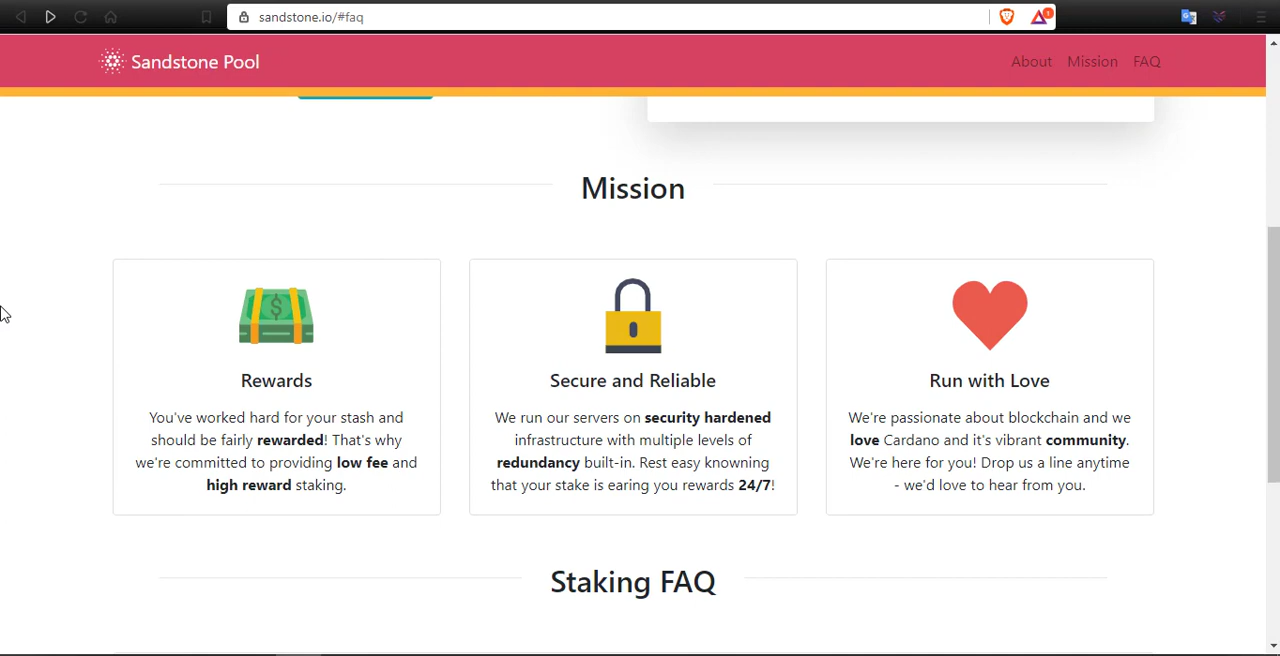 sandstone.io/#faq
1
Sandstone Pool
About Mission FAQ
Mission
Rewards
You've worked hard for your stash and
should be fairly rewarded! That's why
we're committed to providing low fee and
high reward staking.
Secure and Reliable
We run our servers on security hardened
infrastructure with multiple levels of
redundancy built-in. Rest easy knowning
that your stake is earing you rewards 24/7!
Run with Love
We're passionate about blockchain and we
love Cardano and it's vibrant community.
We're here for you! Drop us a line anytime
- we'd love to hear from you.
Staking FAQ